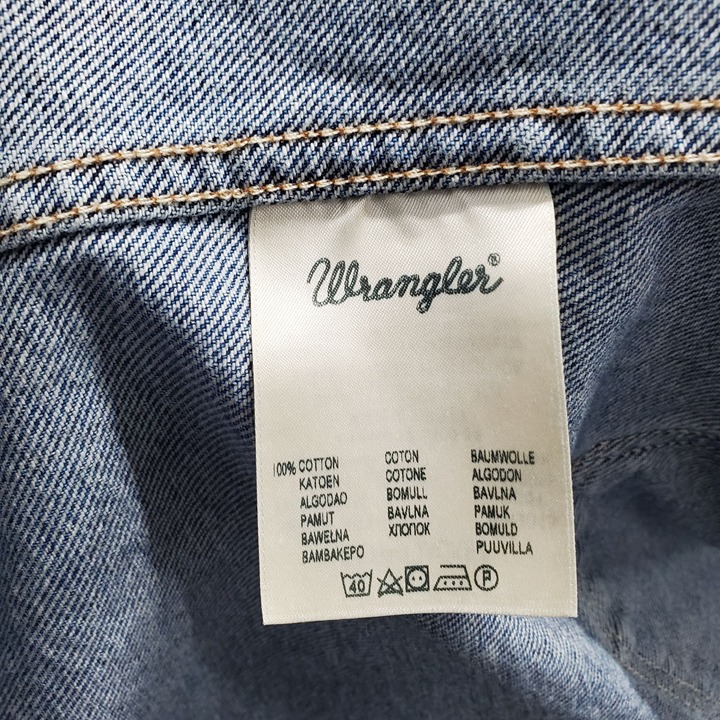 Wrangler®
100% COTTON COTON BAUMWOLLE
KATOEN COTONE ALGODON
ALGODAO BOMULL BAVLNA
PAMUT BAVLNA PAMUK
BAWEŁNA ХЛОПОК BOMULD
BAMBAKEPO PUUVILLA
40 P